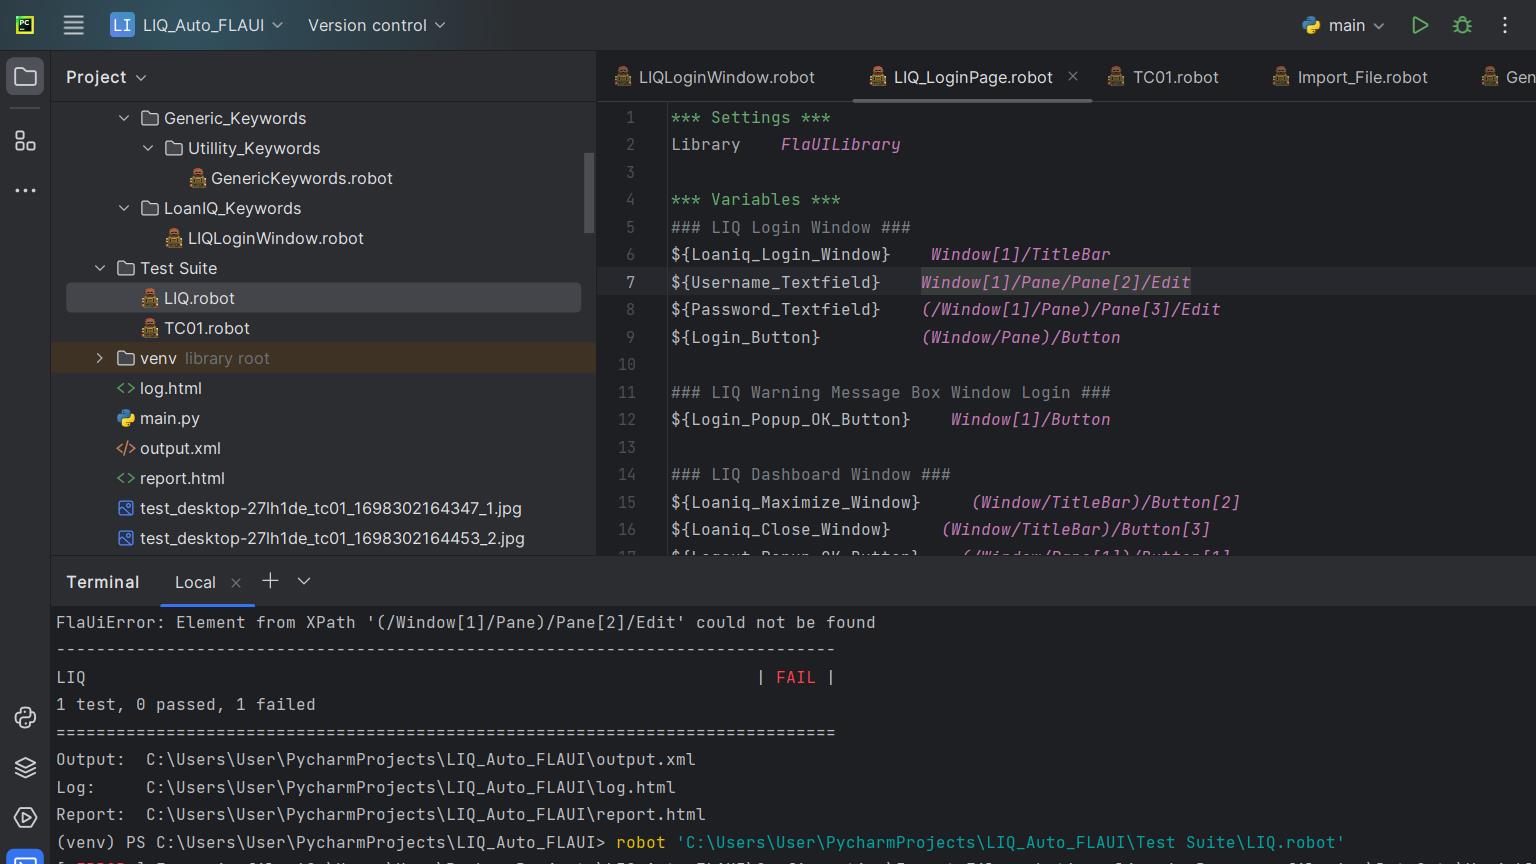 PC
LI LIQ_Auto_FLAUI Version control main
Project
LIQLoginWindow.robot LIQ_LoginPage.robot TC01.robot Import_File.robot Gen
Generic_Keywords
Utillity_Keywords
GenericKeywords.robot
LoanIQ_Keywords
LIQLoginWindow.robot
Test Suite
LIQ.robot
TC01.robot
venv library root
log.html
main.py
output.xml
report.html
test_desktop-27lh1de_tc01_1698302164347_1.jpg
test_desktop-27lh1de_tc01_1698302164453_2.jpg
1 *** Settings ***
2 Library    FlaUILibrary
3
4 *** Variables ***
5 ### LIQ Login Window ###
6 ${Loaniq_Login_Window}    Window[1]/TitleBar
7 ${Username_Textfield}    Window[1]/Pane/Pane[2]/Edit
8 ${Password_Textfield}    (/Window[1]/Pane)/Pane[3]/Edit
9 ${Login_Button}          (Window/Pane)/Button
10
11 ### LIQ Warning Message Box Window Login ###
12 ${Login_Popup_OK_Button}    Window[1]/Button
13
14 ### LIQ Dashboard Window ###
15 ${Loaniq_Maximize_Window}     (Window/TitleBar)/Button[2]
16 ${Loaniq_Close_Window}     (Window/TitleBar)/Button[3]
17 ${Logout_Popup_OK_Button}    (/Window/Pane[1])/Button[1]
Terminal Local
FlaUiError: Element from XPath '(/Window[1]/Pane)/Pane[2]/Edit' could not be found
------------------------------------------------------------------------------
LIQ                                                                   | FAIL |
1 test, 0 passed, 1 failed
==============================================================================
Output:  C:\Users\User\PycharmProjects\LIQ_Auto_FLAUI\output.xml
Log:     C:\Users\User\PycharmProjects\LIQ_Auto_FLAUI\log.html
Report:  C:\Users\User\PycharmProjects\LIQ_Auto_FLAUI\report.html
(venv) PS C:\Users\User\PycharmProjects\LIQ_Auto_FLAUI> robot 'C:\Users\User\PycharmProjects\LIQ_Auto_FLAUI\Test Suite\LIQ.robot'